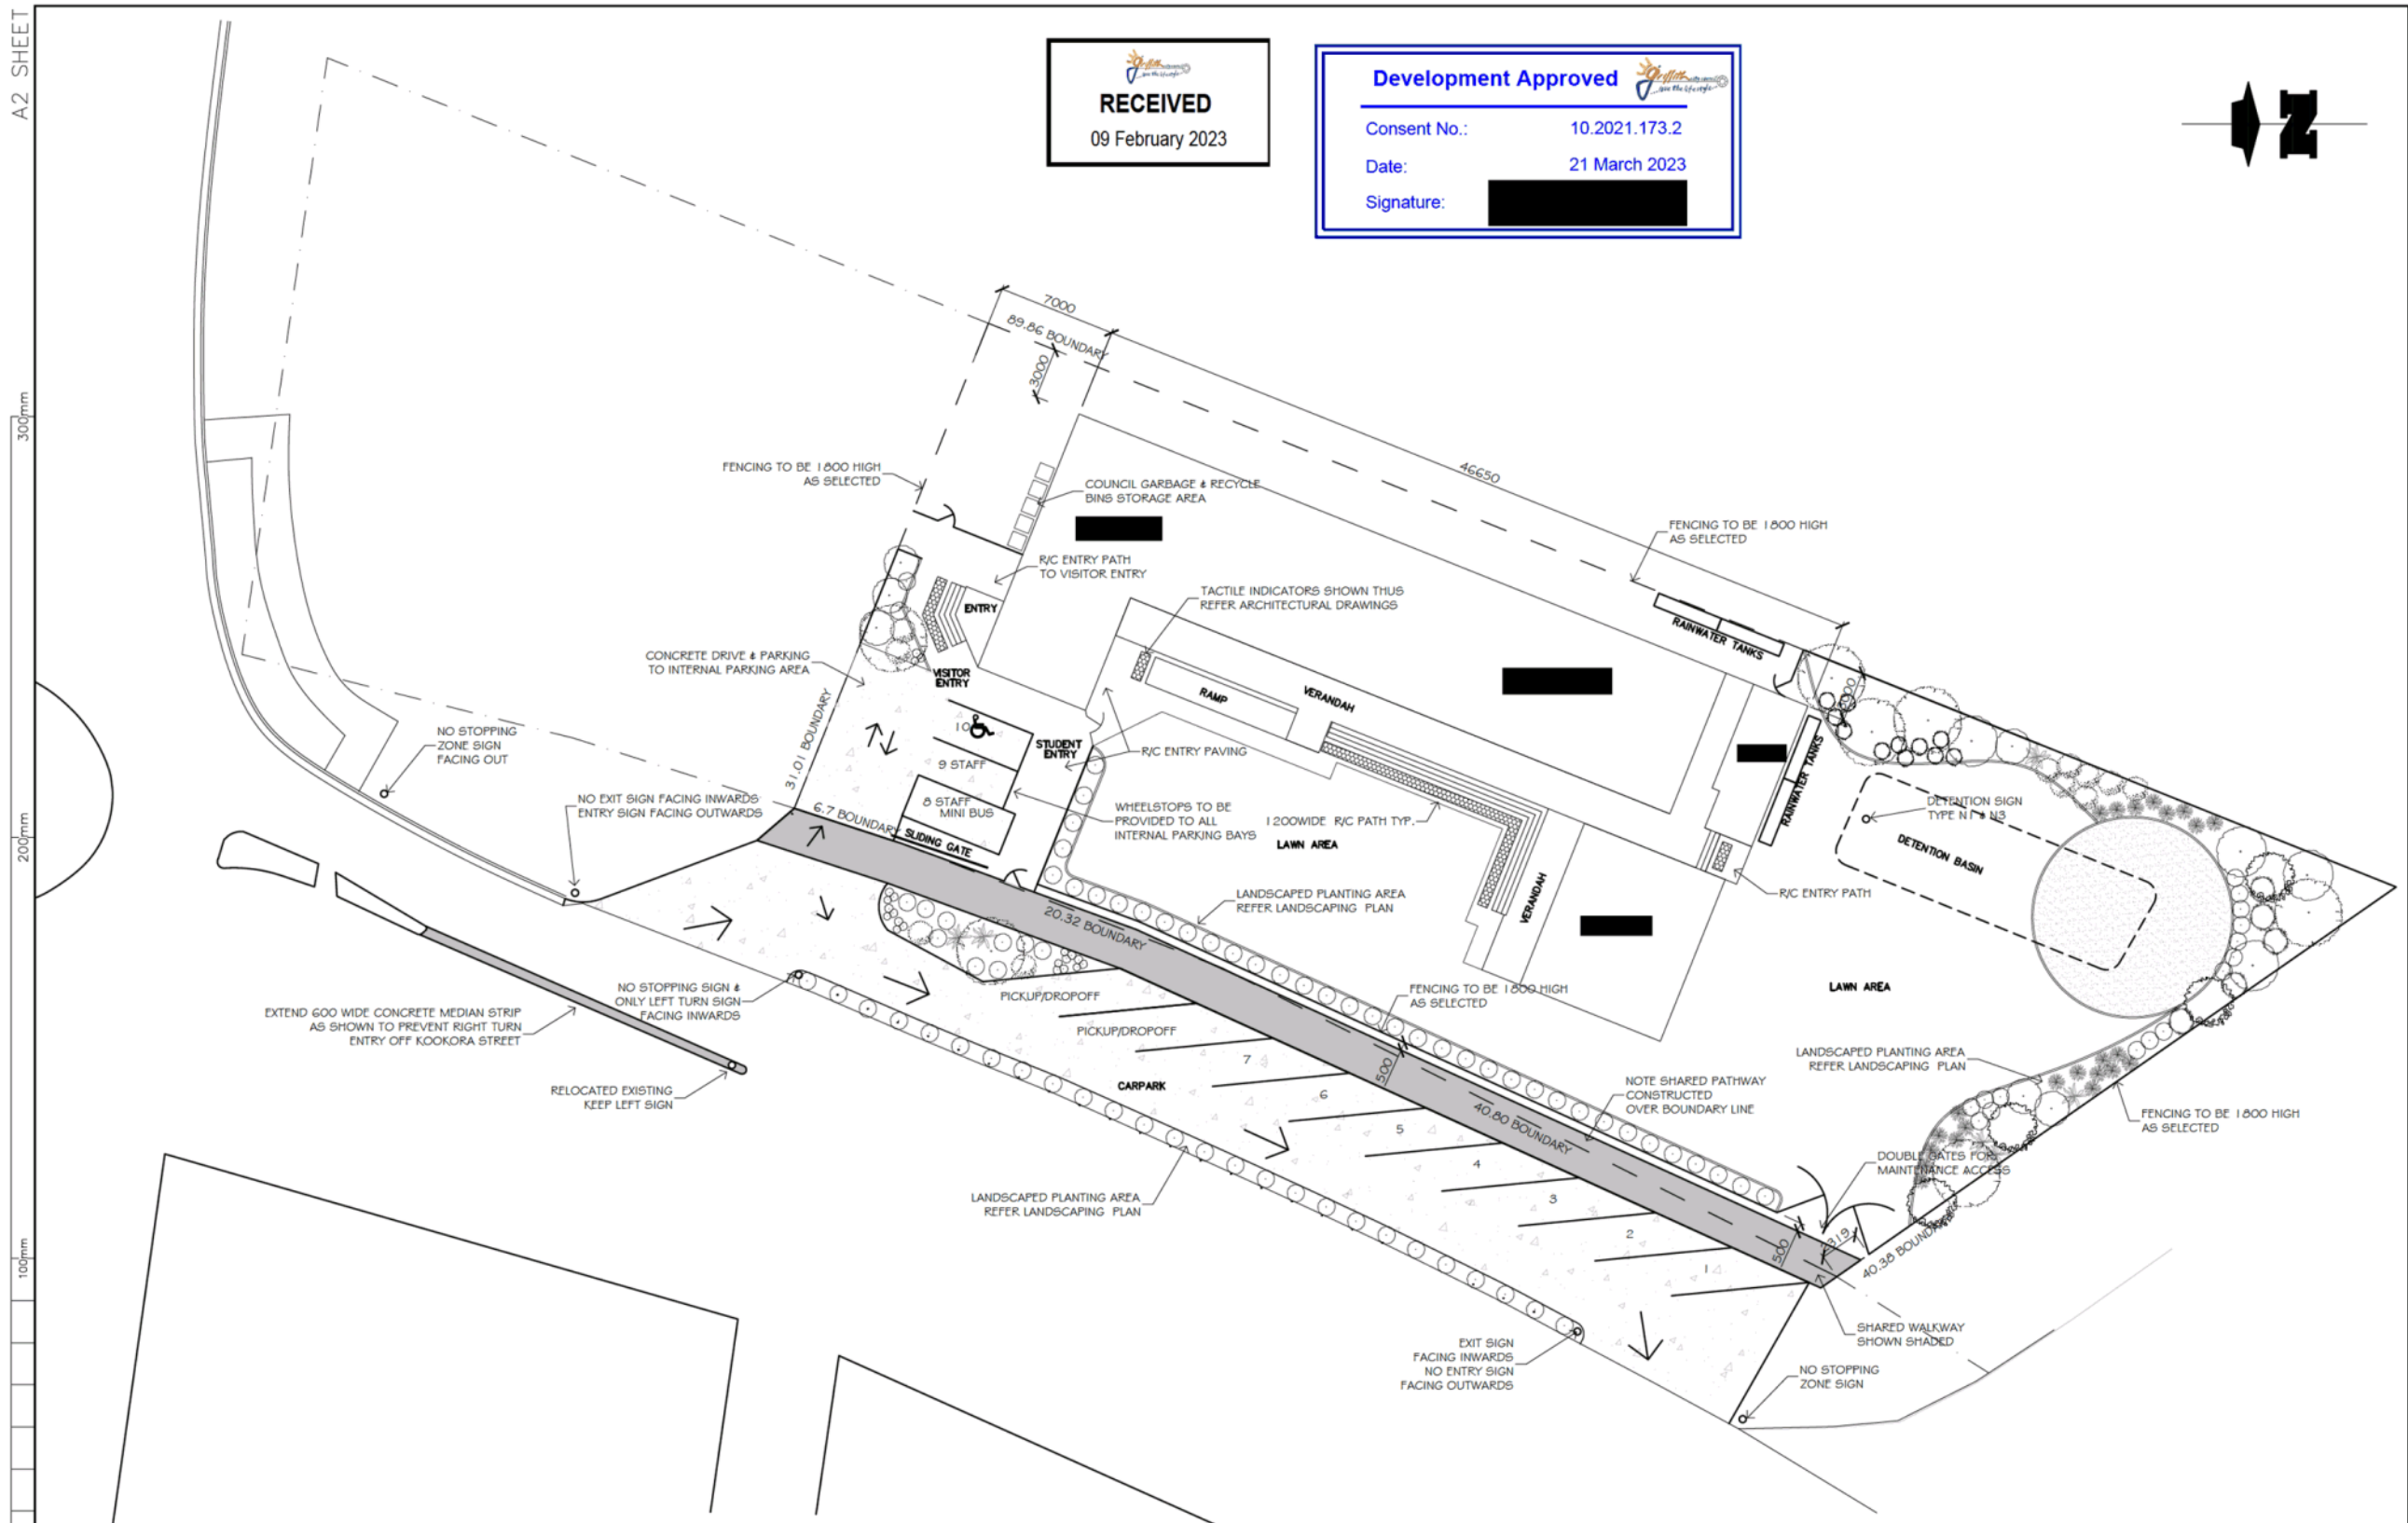 A2 SHEET
300mm
200mm
100mm
RECEIVED
09 February 2023
Development Approved
Consent No.: 10.2021.173.2
Date: 21 March 2023
Signature:
N
7000
89.86 BOUNDARY
3000
46650
FENCING TO BE 1800 HIGH
AS SELECTED
COUNCIL GARBAGE & RECYCLE
BINS STORAGE AREA
FENCING TO BE 1800 HIGH
AS SELECTED
R/C ENTRY PATH
TO VISITOR ENTRY
TACTILE INDICATORS SHOWN THUS
REFER ARCHITECTURAL DRAWINGS
ENTRY
RAINWATER TANKS
CONCRETE DRIVE & PARKING
TO INTERNAL PARKING AREA
VISITOR
ENTRY
RAMP
VERANDAH
31.01 BOUNDARY
10
NO STOPPING
ZONE SIGN
FACING OUT
STUDENT
ENTRY
R/C ENTRY PAVING
RAINWATER TANKS
9 STAFF
NO EXIT SIGN FACING INWARDS
ENTRY SIGN FACING OUTWARDS
6.7 BOUNDARY
8 STAFF
MINI BUS
SLIDING GATE
WHEELSTOPS TO BE
PROVIDED TO ALL
INTERNAL PARKING BAYS
1200WIDE R/C PATH TYP.
LAWN AREA
DETENTION SIGN
TYPE N1 & N3
DETENTION BASIN
VERANDAH
R/C ENTRY PATH
LANDSCAPED PLANTING AREA
REFER LANDSCAPING PLAN
20.32 BOUNDARY
NO STOPPING SIGN &
ONLY LEFT TURN SIGN
FACING INWARDS
PICKUP/DROPOFF
FENCING TO BE 1800 HIGH
AS SELECTED
LAWN AREA
EXTEND 600 WIDE CONCRETE MEDIAN STRIP
AS SHOWN TO PREVENT RIGHT TURN
ENTRY OFF KOOKORA STREET
PICKUP/DROPOFF
RELOCATED EXISTING
KEEP LEFT SIGN
CARPARK
7
500
6
5
4
3
2
1
40.80 BOUNDARY
NOTE SHARED PATHWAY
CONSTRUCTED
OVER BOUNDARY LINE
LANDSCAPED PLANTING AREA
REFER LANDSCAPING PLAN
FENCING TO BE 1800 HIGH
AS SELECTED
DOUBLE GATES FOR
MAINTENANCE ACCESS
LANDSCAPED PLANTING AREA
REFER LANDSCAPING PLAN
500
40.38 BOUNDARY
SHARED WALKWAY
SHOWN SHADED
EXIT SIGN
FACING INWARDS
NO ENTRY SIGN
FACING OUTWARDS
NO STOPPING
ZONE SIGN